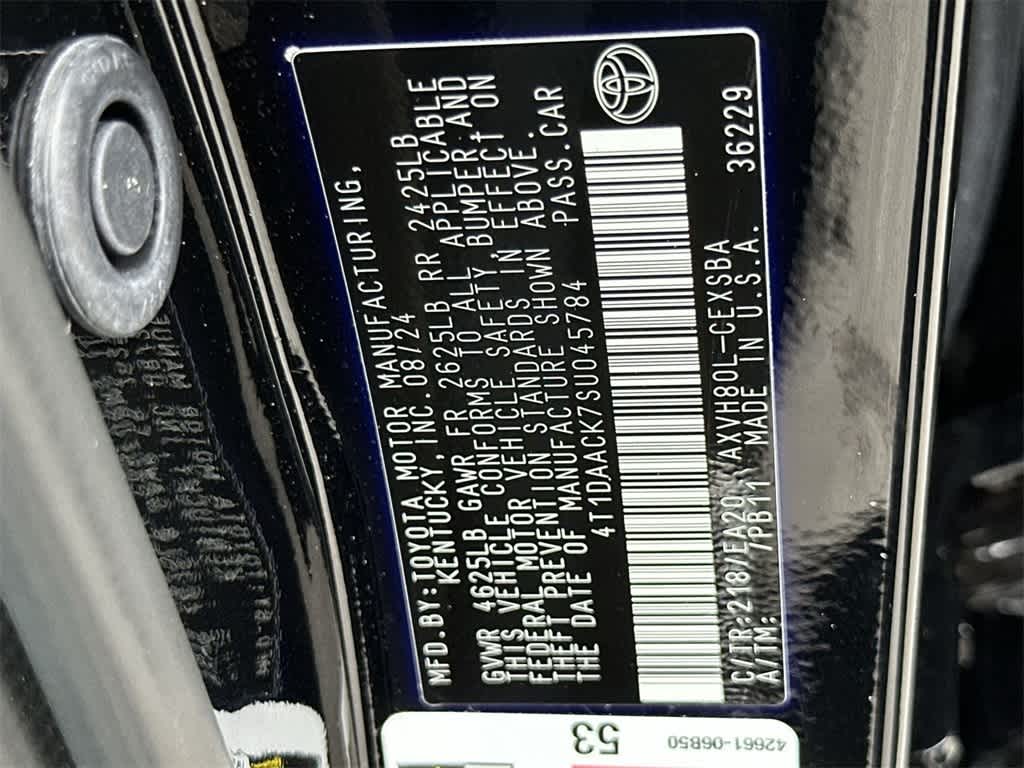 MFD.BY:TOYOTA MOTOR MANUFACTURING,
KENTUCKY, INC. 08/24
GVWR 4625LB GAWR FR 2625LB RR 2425LB
THIS VEHICLE CONFORMS TO ALL APPLICABLE
FEDERAL MOTOR VEHICLE SAFETY, BUMPER, AND
THEFT PREVENTION STANDARDS IN EFFECT ON
THE DATE OF MANUFACTURE SHOWN ABOVE.
4T1DAACK7SU045784 PASS.CAR
C/TR:218/EA20 AXVH80L-CEXSBA 36229
A/TM: /PB11 MADE IN U.S.A.
53
42661-06B50